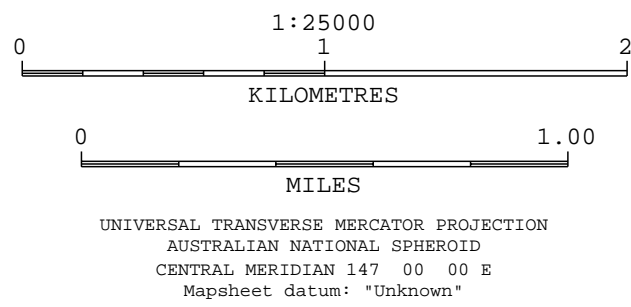 1:25000
0 1 2
KILOMETRES
0 1.00
MILES
UNIVERSAL TRANSVERSE MERCATOR PROJECTION
AUSTRALIAN NATIONAL SPHEROID
CENTRAL MERIDIAN 147 00 00 E
Mapsheet datum: "Unknown"